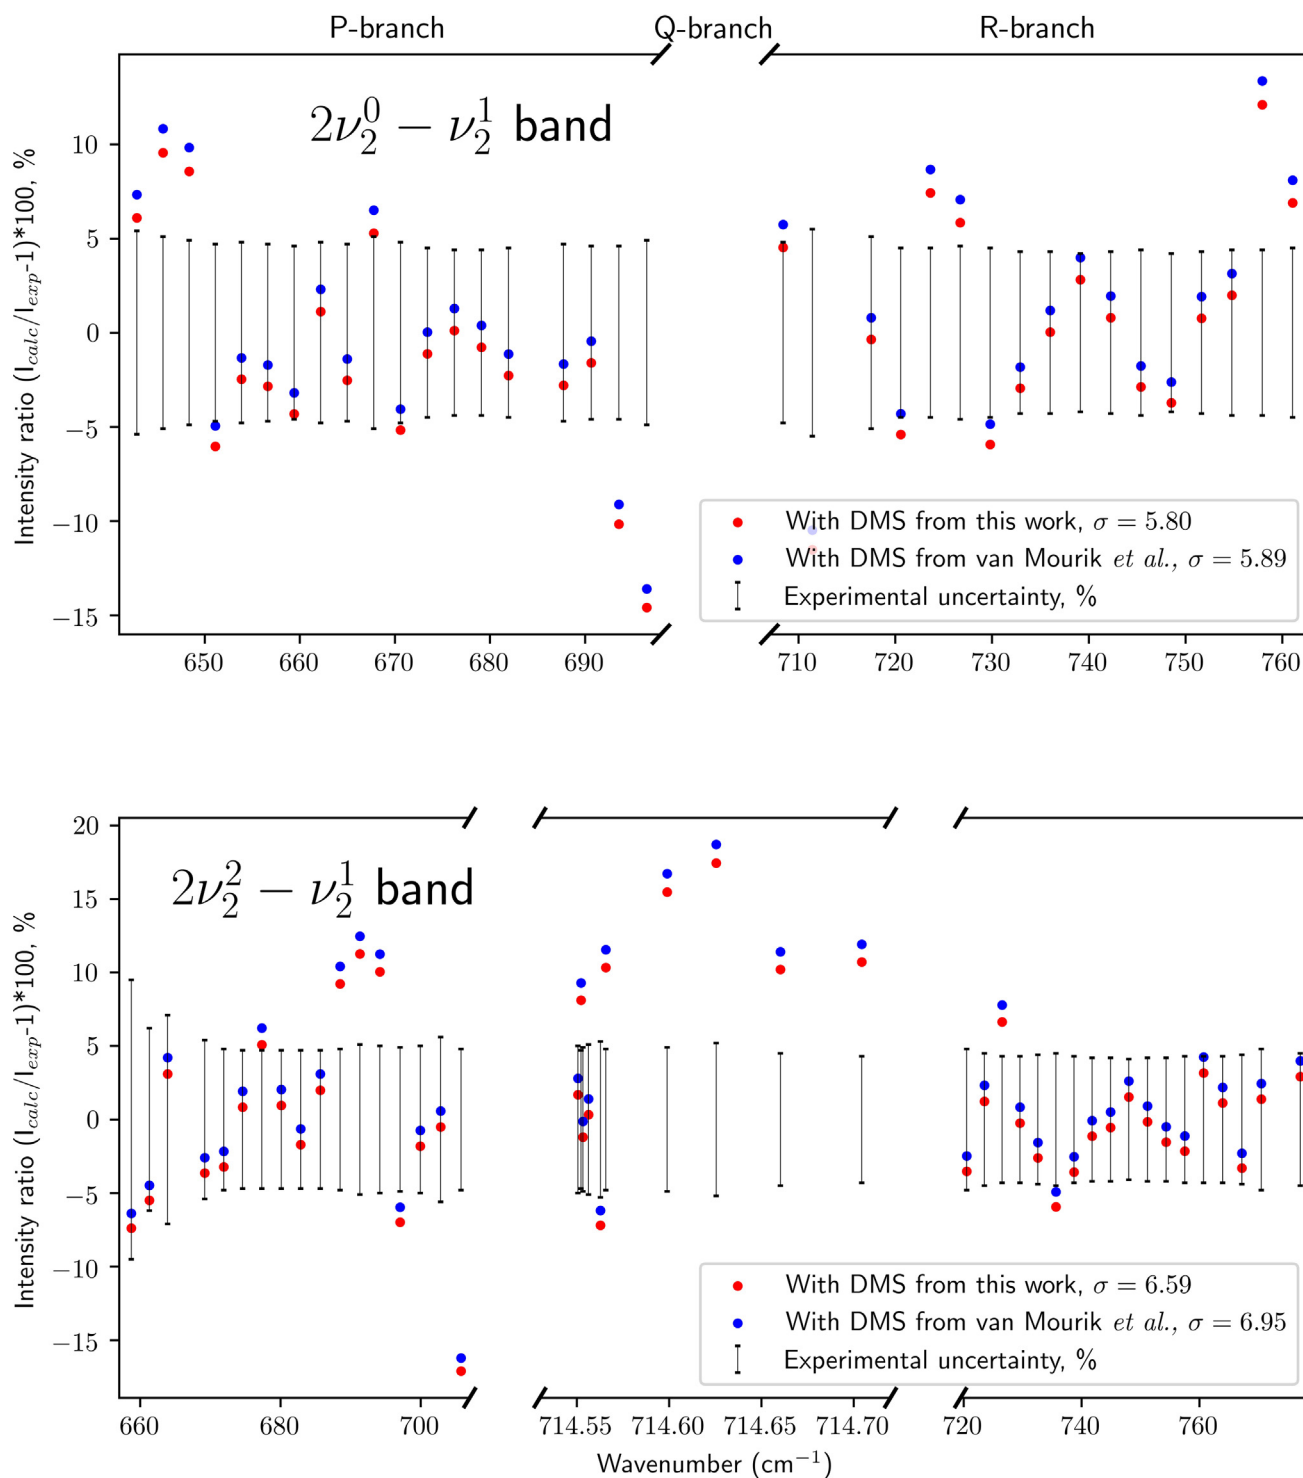 P-branch Q-branch R-branch
2ν₂⁰ − ν₂¹ band
Intensity ratio (I_calc/I_exp-1)*100, %
10
5
0
−5
−10
−15
With DMS from this work, σ = 5.80
With DMS from van Mourik et al., σ = 5.89
Experimental uncertainty, %
650 660 670 680 690 710 720 730 740 750 760
2ν₂² − ν₂¹ band
Intensity ratio (I_calc/I_exp-1)*100, %
20
15
10
5
0
−5
−10
−15
With DMS from this work, σ = 6.59
With DMS from van Mourik et al., σ = 6.95
Experimental uncertainty, %
660 680 700 714.55 714.60 714.65 714.70 720 740 760
Wavenumber (cm⁻¹)